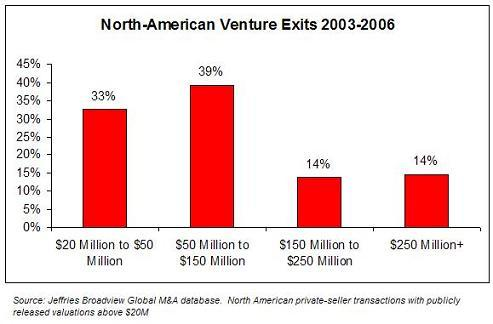 North-American Venture Exits 2003-2006
45%
40%
35%
30%
25%
20%
15%
10%
5%
0%
33%
39%
14%
14%
$20 Million to $50
Million
$50 Million to
$150 Million
$150 Million to
$250 Million
$250 Million+
Source: Jeffries Broadview Global M&A database. North American private-seller transactions with publicly
released valuations above $20M